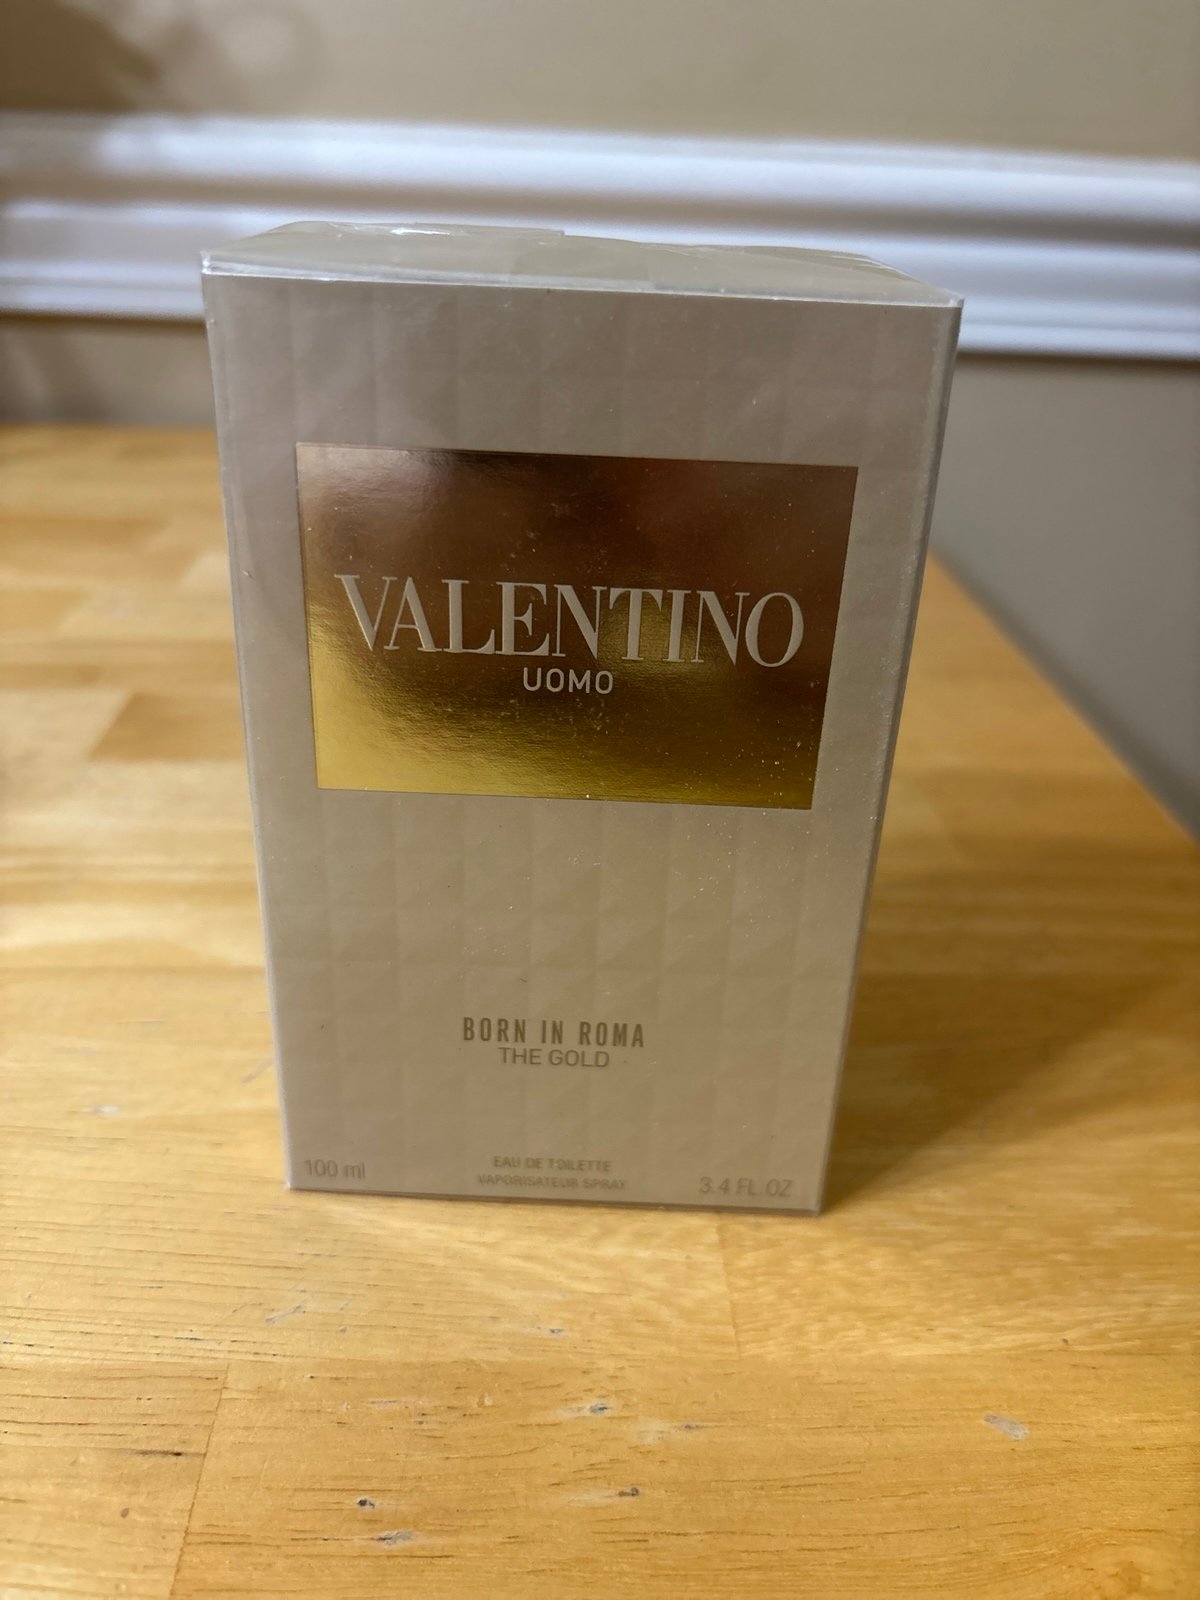 VALENTINO
UOMO
BORN IN ROMA
THE GOLD
100 ml
EAU DE TOILETTE
VAPORISATEUR SPRAY
3.4 FL. OZ